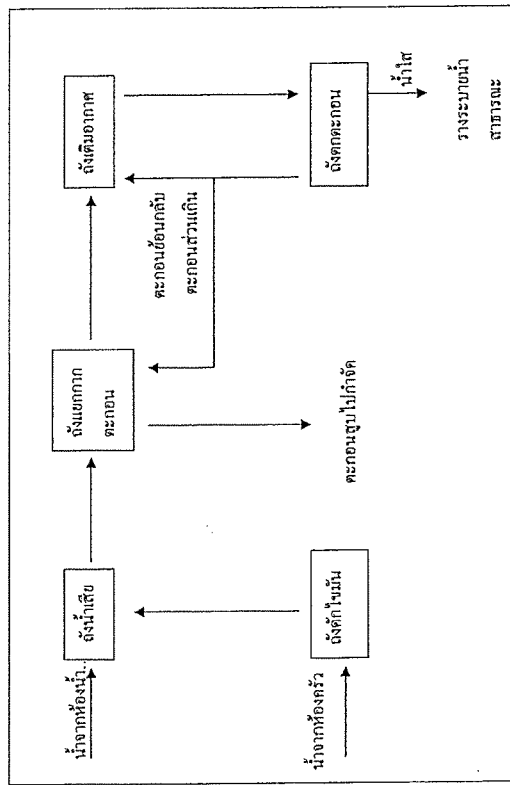 น้ำจากห้องน้ำ..
ถังน้ำเสีย
ถังแยกกาก
ตะกอน
ถังเติมอากาศ
ตะกอนย้อนกลับ
ตะกอนส่วนเกิน
น้ำจากห้องครัว
ถังดักไขมัน
ตะกอนสูบไปกำจัด
ถังตกตะกอน
น้ำใส
รางระบายน้ำ
สาธารณะ